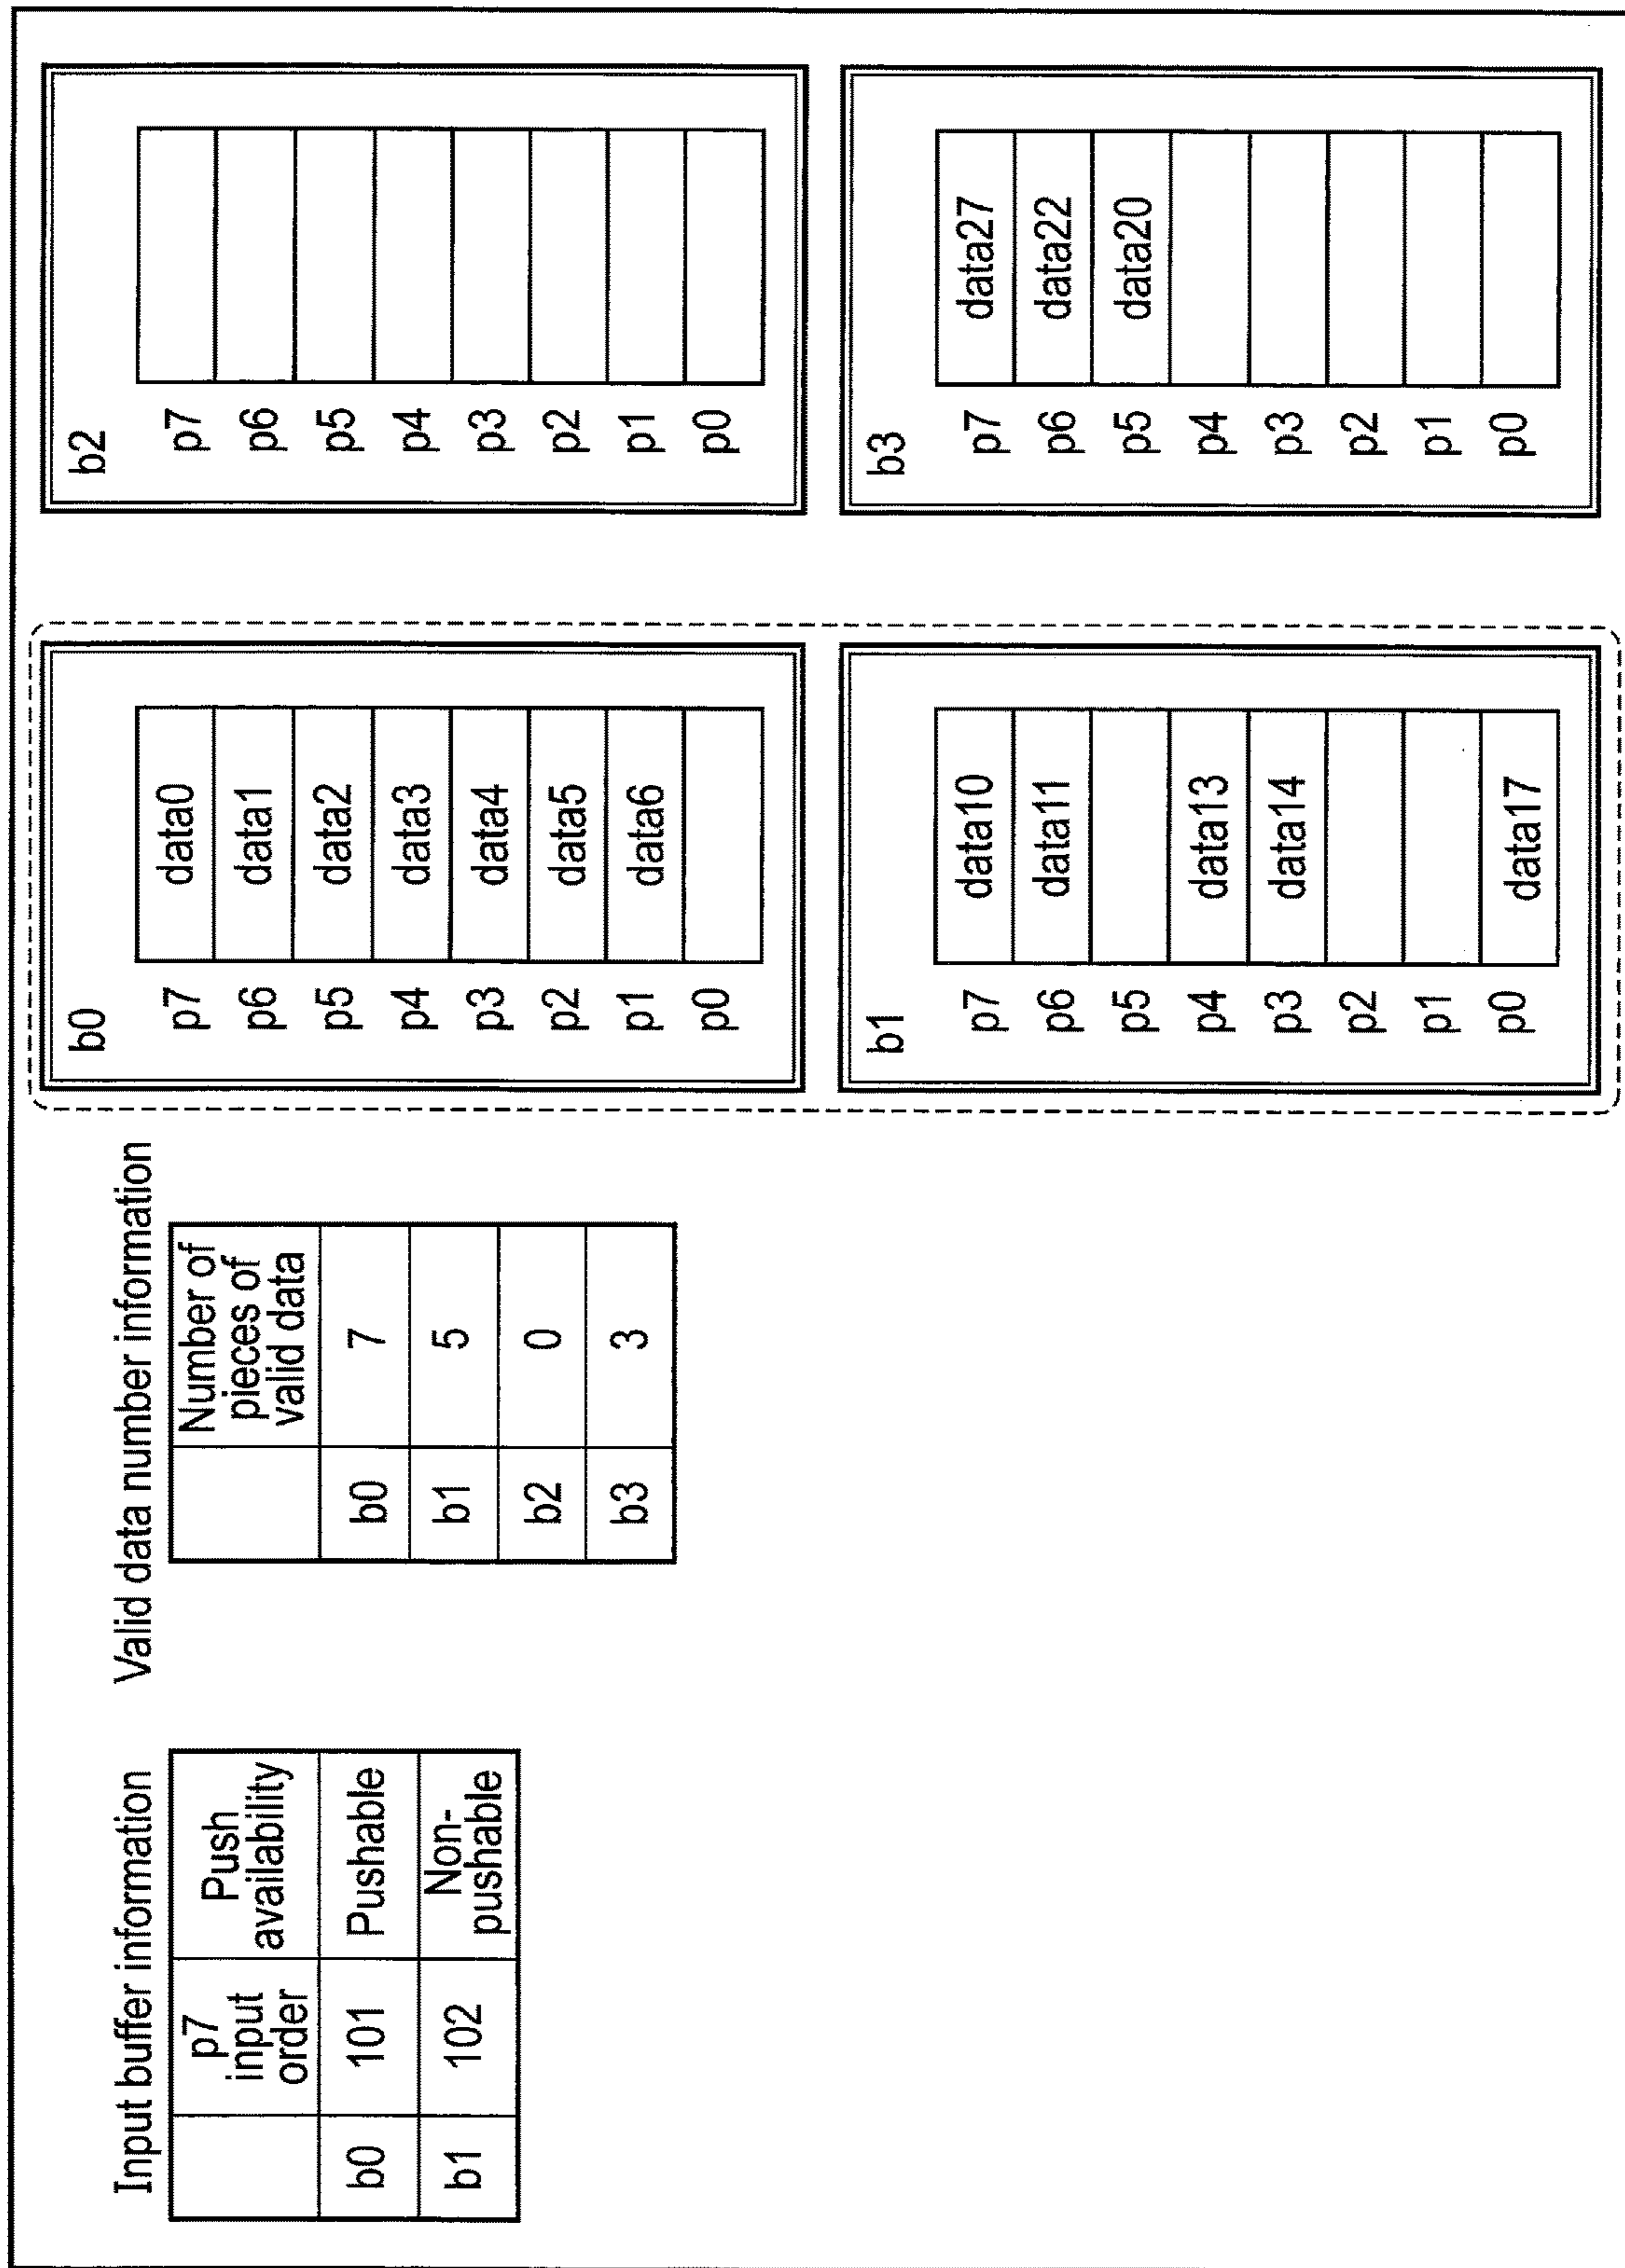 Input buffer information
p7
input
order
Push
availability
b0 101 Pushable
b1 102 Non-
pushable
Valid data number information
Number of
pieces of
valid data
b0 7
b1 5
b2 0
b3 3
b0
p7 data0
p6 data1
p5 data2
p4 data3
p3 data4
p2 data5
p1 data6
p0
b1
p7 data10
p6 data11
p5
p4 data13
p3 data14
p2
p1
p0 data17
b2
p7
p6
p5
p4
p3
p2
p1
p0
b3
p7 data27
p6 data22
p5 data20
p4
p3
p2
p1
p0